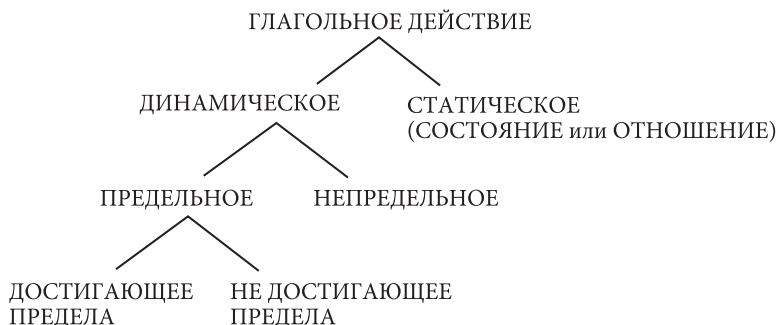 ГЛАГОЛЬНОЕ ДЕЙСТВИЕ
ДИНАМИЧЕСКОЕ
СТАТИЧЕСКОЕ
(СОСТОЯНИЕ или ОТНОШЕНИЕ)
ПРЕДЕЛЬНОЕ
НЕПРЕДЕЛЬНОЕ
ДОСТИГАЮЩЕЕ
ПРЕДЕЛА
НЕ ДОСТИГАЮЩЕЕ
ПРЕДЕЛА